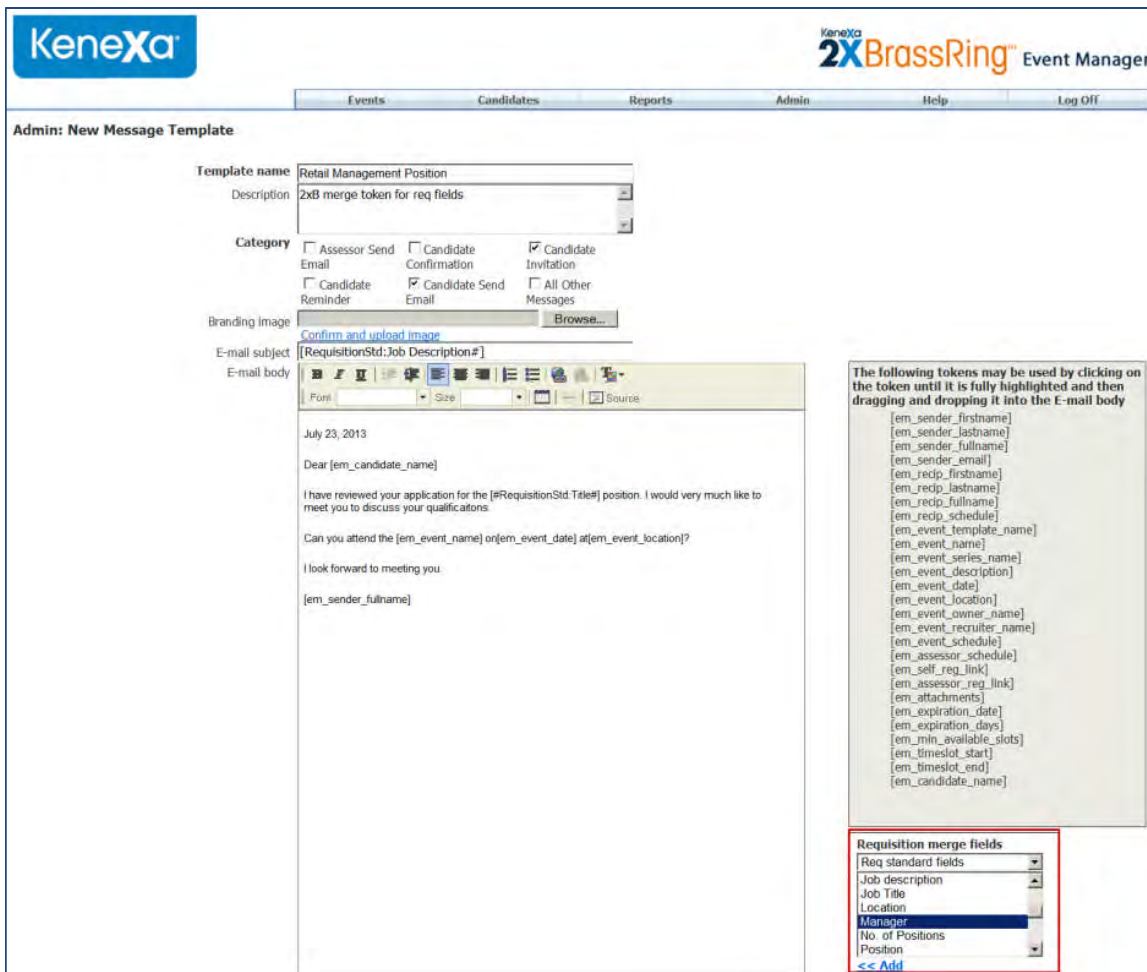 Kenexa
Kenexa
2XBrassRing™ Event Manager
Events Candidates Reports Admin Help Log Off
Admin: New Message Template
Template name Retail Management Position
Description 2xB merge token for req fields
Category Assessor Send Email Candidate Confirmation Candidate Invitation
Candidate Reminder Candidate Send Email All Other Messages
Branding image Browse...
Confirm and upload image
E-mail subject [RequisitionStd:Job Description#]
E-mail body
B I U
Font Size Source
July 23, 2013
Dear [em_candidate_name]
I have reviewed your application for the [#RequisitionStd:Title#] position. I would very much like to
meet you to discuss your qualificaitons.
Can you attend the [em_event_name] on[em_event_date] at[em_event_location]?
I look forward to meeting you.
[em_sender_fullname]
The following tokens may be used by clicking on
the token until it is fully highlighted and then
dragging and dropping it into the E-mail body
[em_sender_firstname]
[em_sender_lastname]
[em_sender_fullname]
[em_sender_email]
[em_recip_firstname]
[em_recip_lastname]
[em_recip_fullname]
[em_recip_schedule]
[em_event_template_name]
[em_event_name]
[em_event_series_name]
[em_event_description]
[em_event_date]
[em_event_location]
[em_event_owner_name]
[em_event_recruiter_name]
[em_event_schedule]
[em_assessor_schedule]
[em_self_reg_link]
[em_assessor_reg_link]
[em_attachments]
[em_expiration_date]
[em_expiration_days]
[em_min_available_slots]
[em_timeslot_start]
[em_timeslot_end]
[em_candidate_name]
Requisition merge fields
Req standard fields
Job description
Job Title
Location
Manager
No. of Positions
Position
<< Add